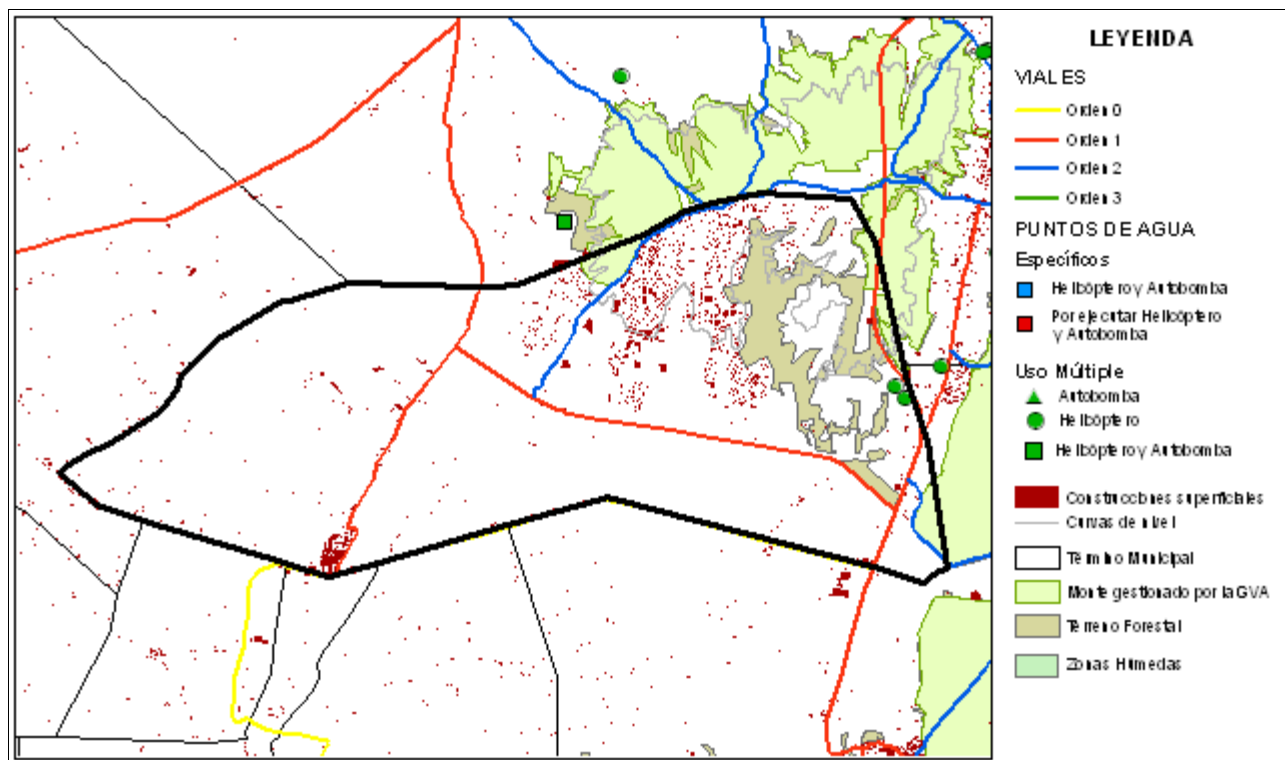 LEYENDA
VIALES
Orden 0
Orden 1
Orden 2
Orden 3
PUNTOS DE AGUA
Específicos
Helicóptero y Autobomba
Por ejecutar Helicóptero
y Autobomba
Uso Múltiple
Autobomba
Helicóptero
Helicóptero y Autobomba
Construcciones superficiales
Curvas de nivel
Término Municipal
Monte gestionado por la GVA
Terreno Forestal
Zonas Húmedas